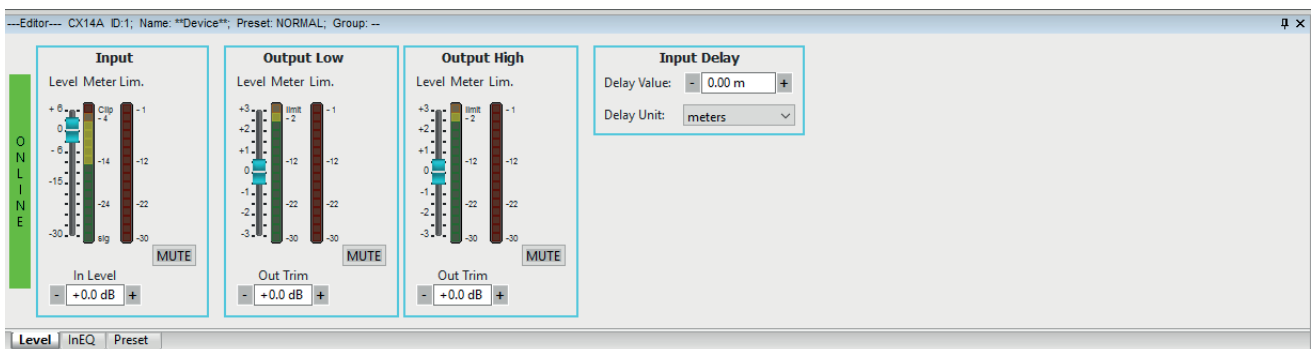 ---Editor--- CX14A ID:1; Name: **Device**; Preset: NORMAL; Group: --
ONLINE
Input
Level Meter Lim.
+6 Clip -1
0 -4
-6
-14 -12
-15
-24 -22
-30 sig -30
MUTE
In Level
- +0.0 dB +
Output Low
Level Meter Lim.
+3 limit -1
-2
+2
+1
-12 -12
0
-1
-22 -22
-2
-3 -30 -30
MUTE
Out Trim
- +0.0 dB +
Output High
Level Meter Lim.
+3 limit -1
-2
+2
+1
-12 -12
0
-1
-22 -22
-2
-3 -30 -30
MUTE
Out Trim
- +0.0 dB +
Input Delay
Delay Value: - 0.00 m +
Delay Unit: meters
Level InEQ Preset